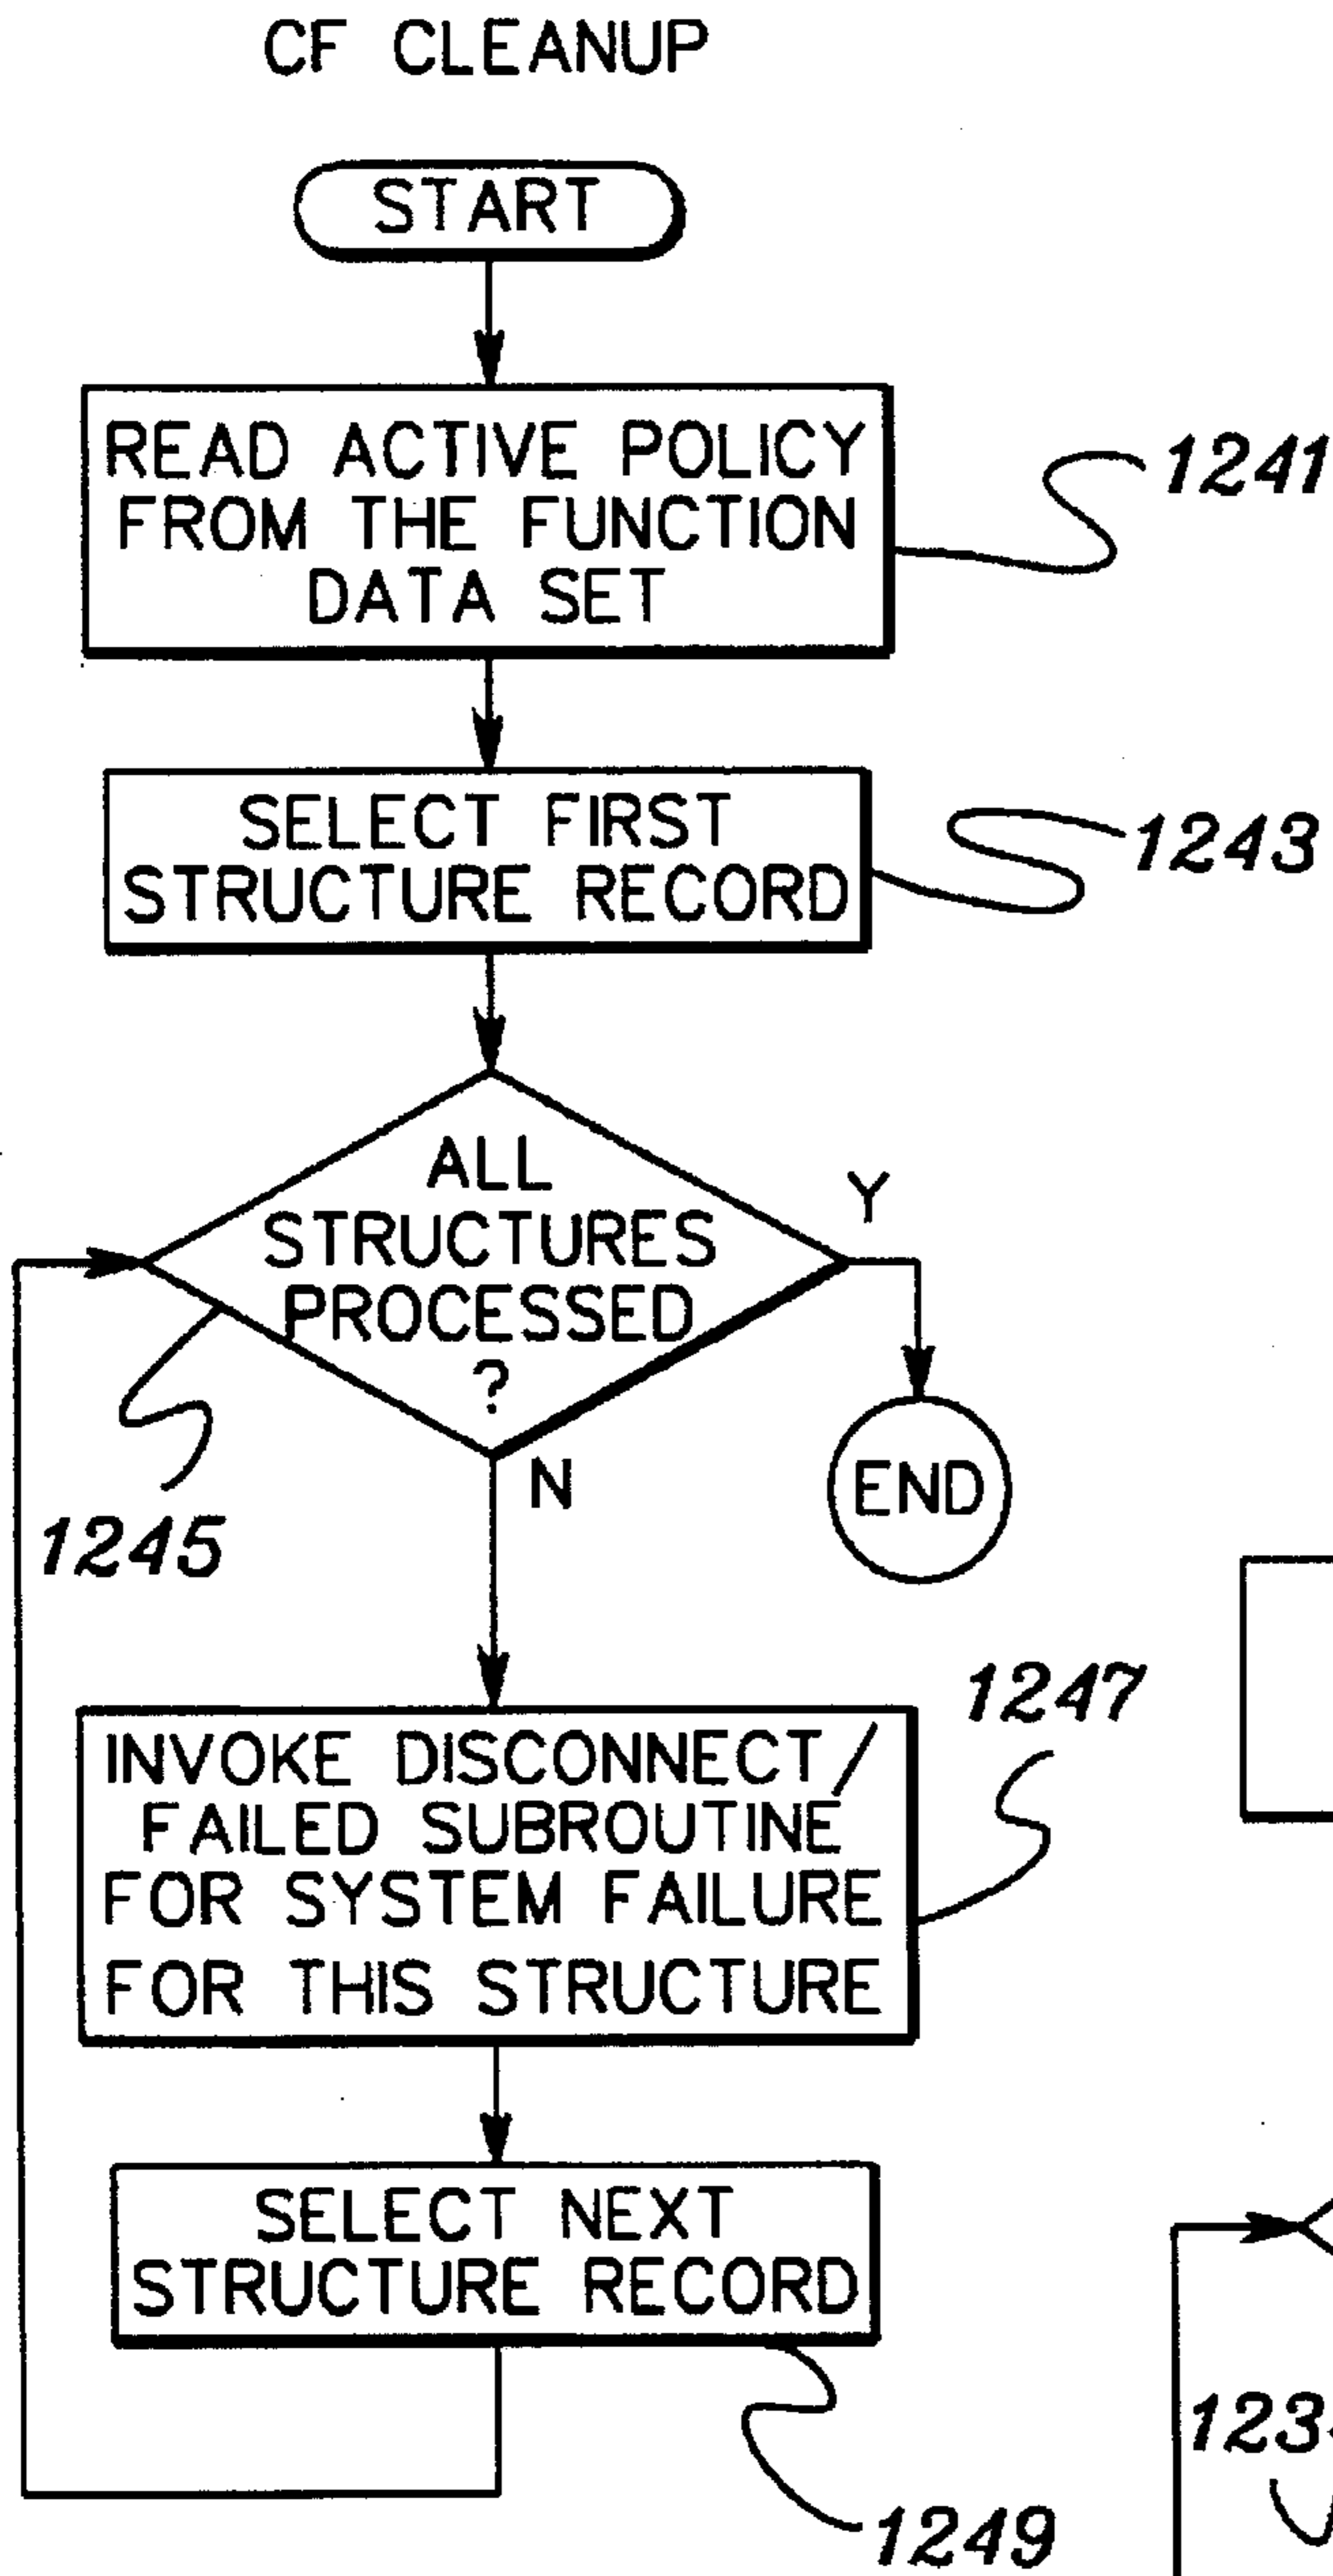 CF CLEANUP
START
READ ACTIVE POLICY
FROM THE FUNCTION
DATA SET
1241
SELECT FIRST
STRUCTURE RECORD
1243
ALL
STRUCTURES
PROCESSED
?
Y
N
END
1245
1247
INVOKE DISCONNECT/
FAILED SUBROUTINE
FOR SYSTEM FAILURE
FOR THIS STRUCTURE
SELECT NEXT
STRUCTURE RECORD
1249